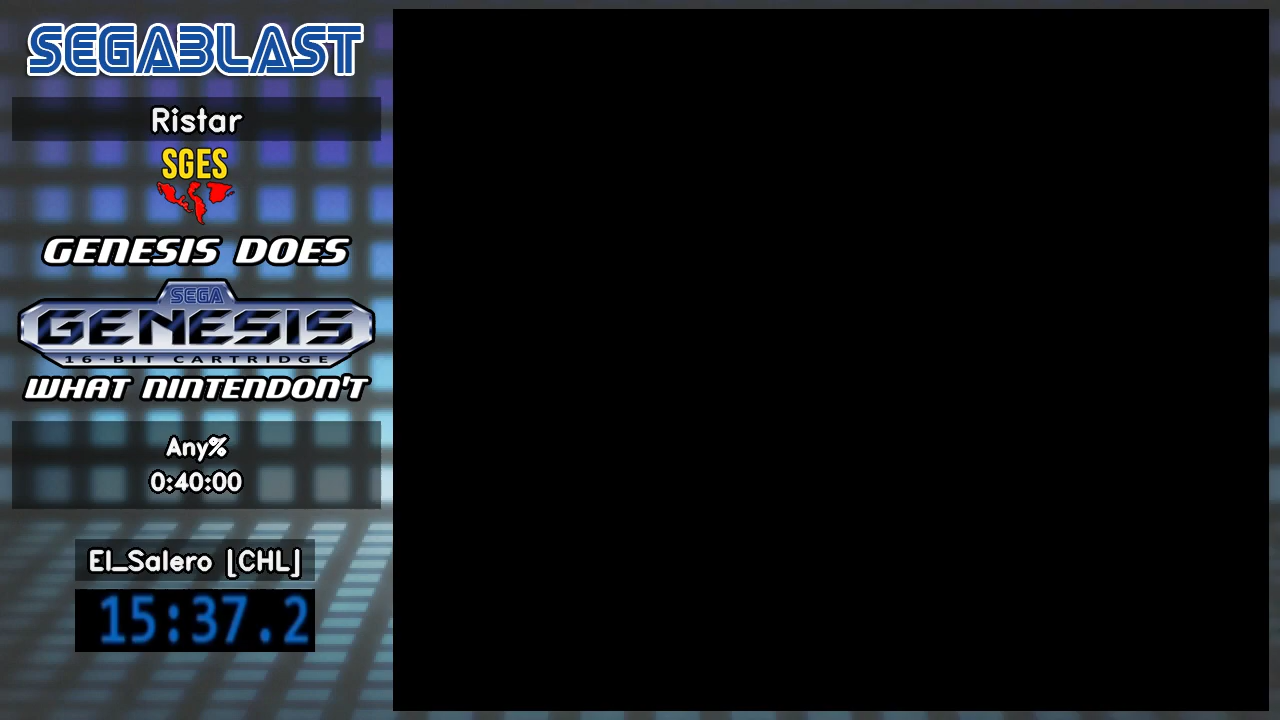 SEGABLAST
Ristar
SGES
GENESIS DOES
SEGA
GENESIS
16-BIT CARTRIDGE
WHAT NINTENDON'T
Any%
0:40:00
El_Salero [CHL]
15:37.2